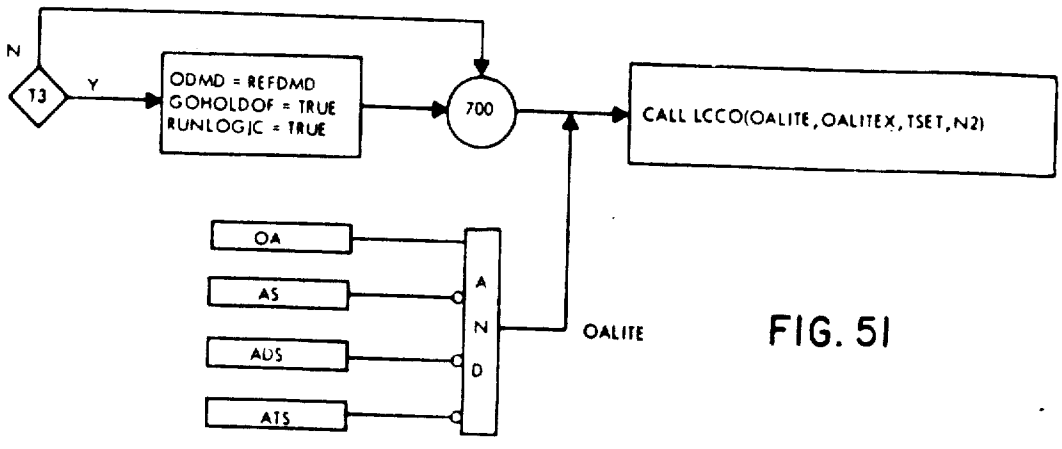 N
T3
Y
ODMD = REFDMD
GOHOLDOF = TRUE
RUNLOGIC = TRUE
700
CALL LCCO(OALITE,OALITEX,TSET,N2)
OA
AS
ADS
ATS
A
N
D
OALITE
FIG. 51